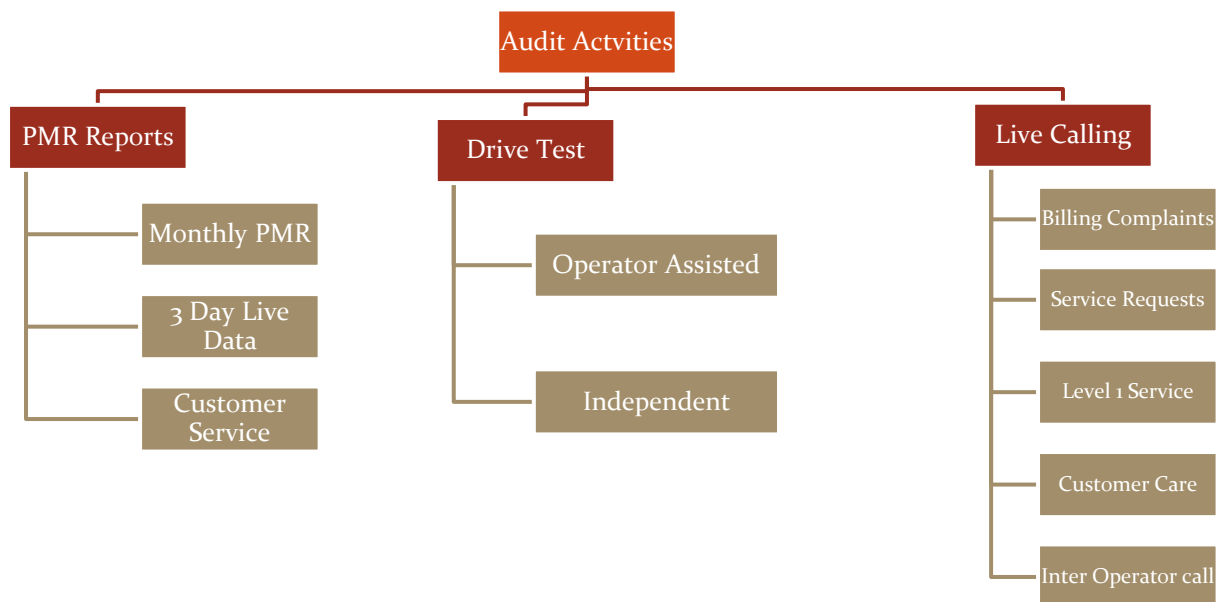 Audit Actvities
PMR Reports
Monthly PMR
3 Day Live
Data
Customer
Service
Drive Test
Operator Assisted
Independent
Live Calling
Billing Complaints
Service Requests
Level 1 Service
Customer Care
Inter Operator call